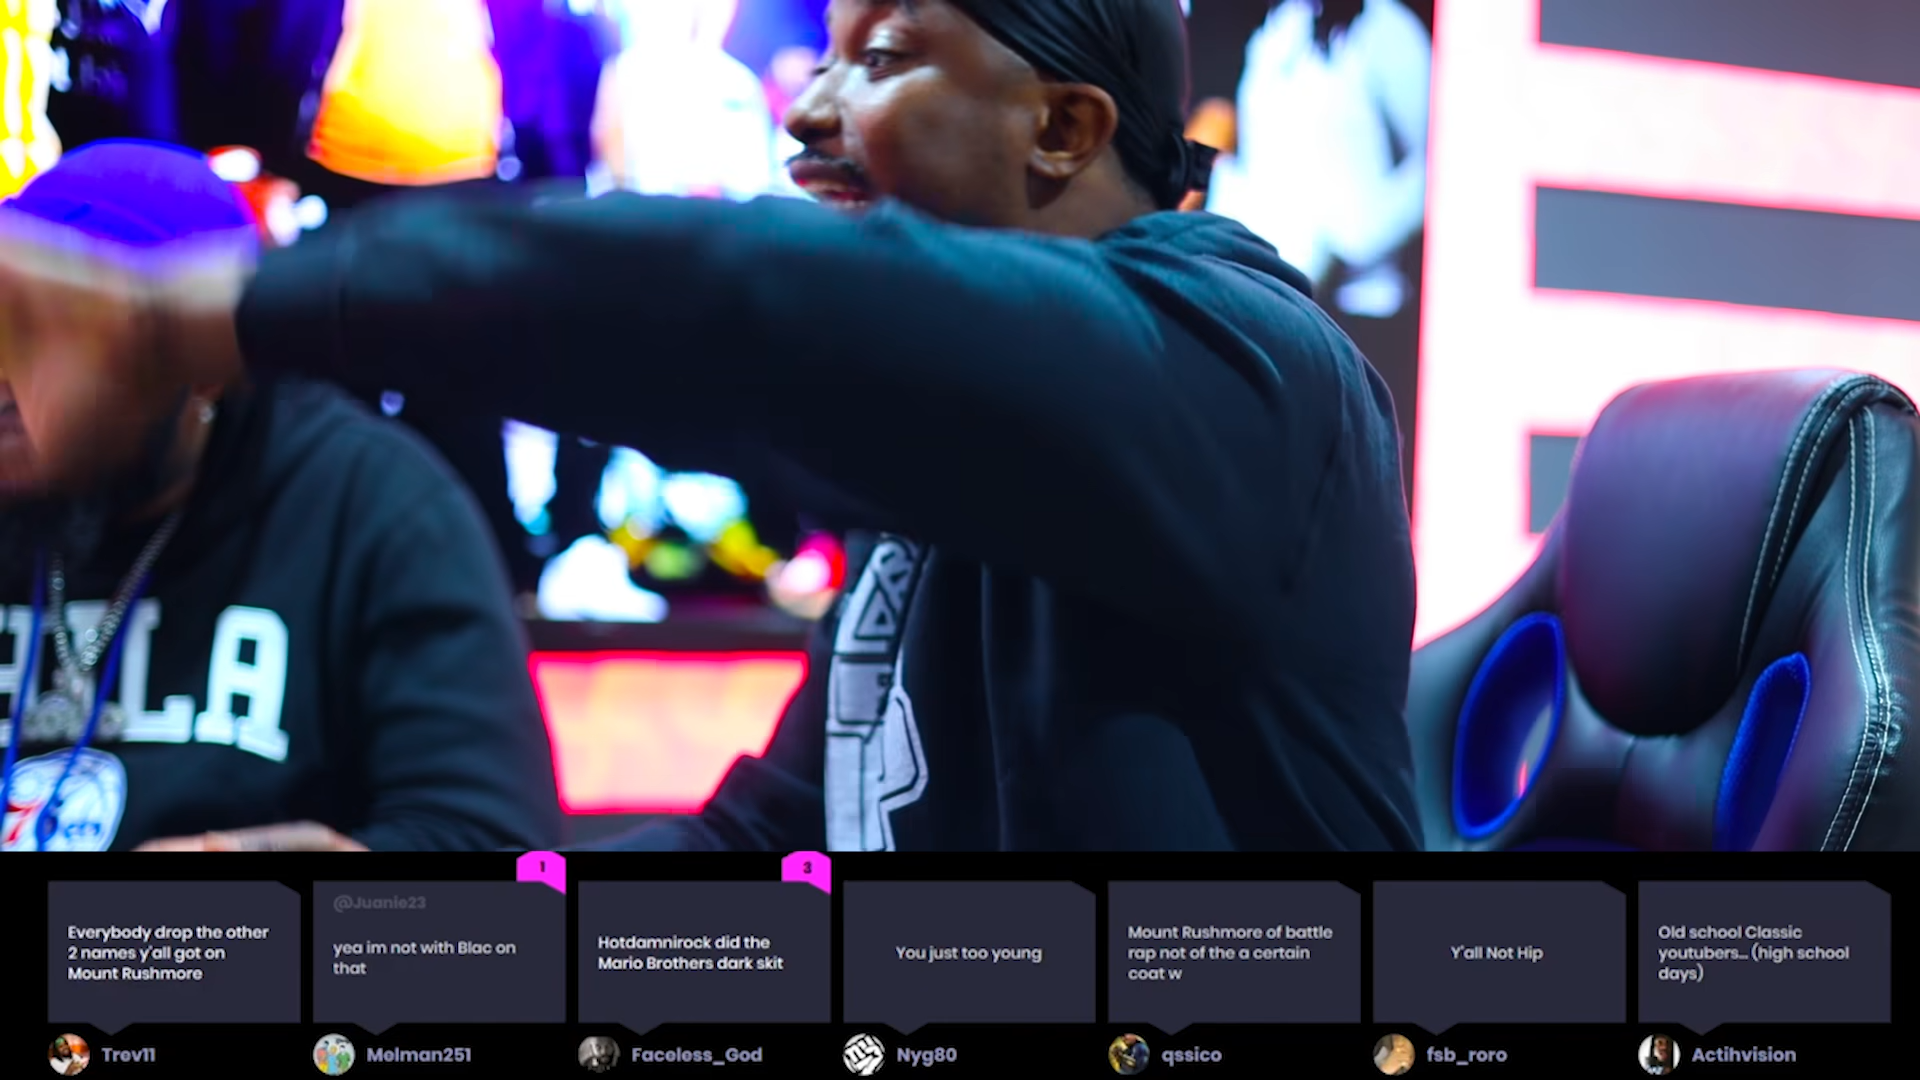 LA
1
3
Everybody drop the other
2 names y'all got on
Mount Rushmore
@Juanie23
yea im not with Blac on
that
Hotdamnirock did the
Mario Brothers dark skit
You just too young
Mount Rushmore of battle
rap not of the a certain
coat w
Y'all Not Hip
Old school Classic
youtubers... (high school
days)
Trev11
Melman251
Faceless_God
Nyg80
qssico
fsb_roro
Actihvision